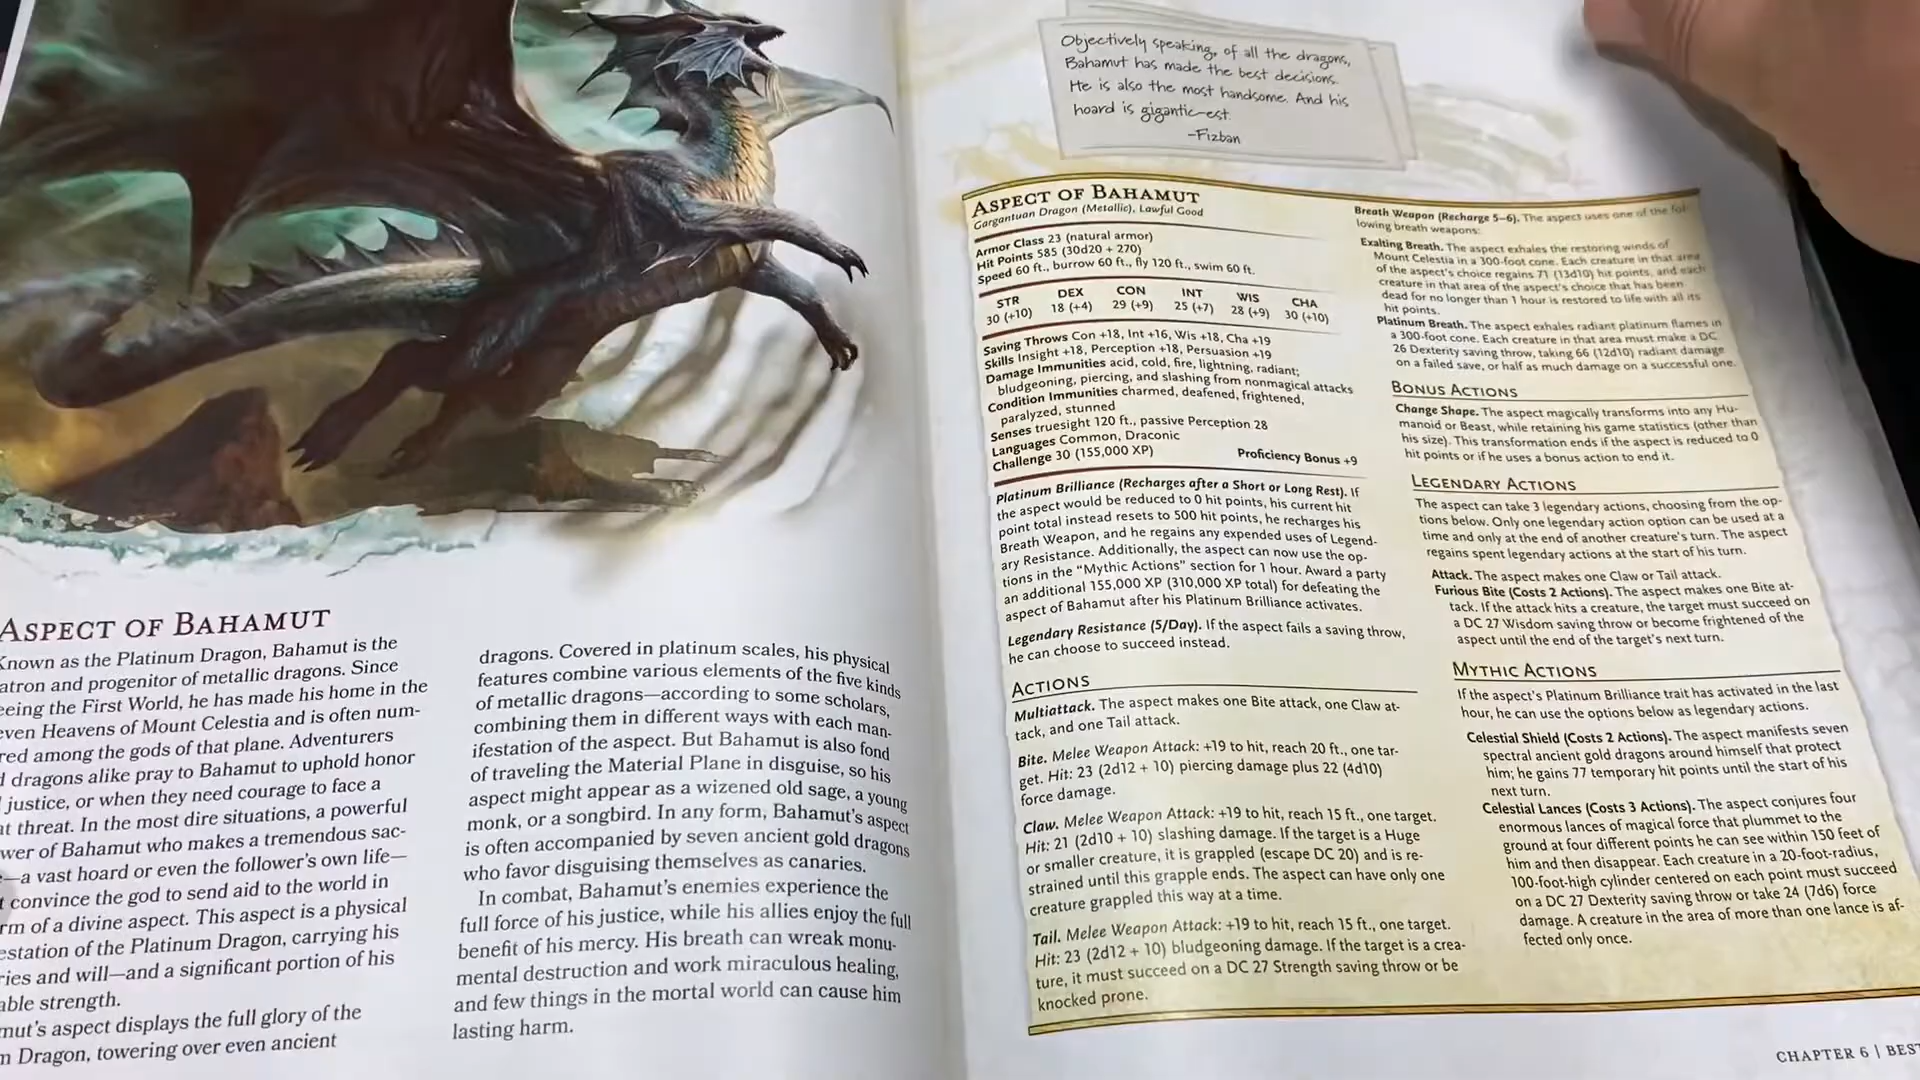 ASPECT OF BAHAMUT
Known as the Platinum Dragon, Bahamut is the
and progenitor of metallic dragons. Since
the First World, he has made his home in the
Heavens of Mount Celestia and is often num-
among the gods of that plane. Adventurers
dragons alike pray to Bahamut to uphold honor
justice, or when they need courage to face a
threat. In the most dire situations, a powerful
of Bahamut who makes a tremendous sac-
—a vast hoard or even the follower's own life—
convince the god to send aid to the world in
of a divine aspect. This aspect is a physical
of the Platinum Dragon, carrying his
and will—and a significant portion of his
strength.
aspect displays the full glory of the
Dragon, towering over even ancient
dragons. Covered in platinum scales, his physical
features combine various elements of the five kinds
of metallic dragons—according to some scholars,
combining them in different ways with each man-
ifestation of the aspect. But Bahamut is also fond
of traveling the Material Plane in disguise, so his
aspect might appear as a wizened old sage, a young
monk, or a songbird. In any form, Bahamut's aspect
is often accompanied by seven ancient gold dragons
who favor disguising themselves as canaries.
In combat, Bahamut's enemies experience the
full force of his justice, while his allies enjoy the full
benefit of his mercy. His breath can wreak monu-
mental destruction and work miraculous healing,
and few things in the mortal world can cause him
lasting harm.
Objectively speaking, of all the dragons,
Bahamut has made the best decisions.
He is also the most handsome. And his
hoard is gigantic-est.
-Fizban
ASPECT OF BAHAMUT
Gargantuan Dragon (Metallic), Lawful Good
Armor Class 23 (natural armor)
Hit Points 585 (30d20 + 270)
Speed 60 ft., burrow 60 ft., fly 120 ft., swim 60 ft.
STR DEX CON INT WIS CHA
30 (+10) 18 (+4) 29 (+9) 25 (+7) 28 (+9) 30 (+10)
Saving Throws Con +18, Int +16, Wis +18, Cha +19
Skills Insight +18, Perception +18, Persuasion +19
Damage Immunities acid, cold, fire, lightning, radiant;
bludgeoning, piercing, and slashing from nonmagical attacks
Condition Immunities charmed, deafened, frightened,
paralyzed, stunned
Senses truesight 120 ft., passive Perception 28
Languages Common, Draconic
Challenge 30 (155,000 XP) Proficiency Bonus +9
Platinum Brilliance (Recharges after a Short or Long Rest). If
the aspect would be reduced to 0 hit points, his current hit
point total instead resets to 500 hit points, he recharges his
Breath Weapon, and he regains any expended uses of Legend-
ary Resistance. Additionally, the aspect can now use the op-
tions in the "Mythic Actions" section for 1 hour. Award a party
an additional 155,000 XP (310,000 XP total) for defeating the
aspect of Bahamut after his Platinum Brilliance activates.
Legendary Resistance (5/Day). If the aspect fails a saving throw,
he can choose to succeed instead.
ACTIONS
Multiattack. The aspect makes one Bite attack, one Claw at-
tack, and one Tail attack.
Bite. Melee Weapon Attack: +19 to hit, reach 20 ft., one tar-
get. Hit: 23 (2d12 + 10) piercing damage plus 22 (4d10)
force damage.
Claw. Melee Weapon Attack: +19 to hit, reach 15 ft., one target.
Hit: 21 (2d10 + 10) slashing damage. If the target is a Huge
or smaller creature, it is grappled (escape DC 20) and is re-
strained until this grapple ends. The aspect can have only one
creature grappled this way at a time.
Tail. Melee Weapon Attack: +19 to hit, reach 15 ft., one target.
Hit: 23 (2d12 + 10) bludgeoning damage. If the target is a crea-
ture, it must succeed on a DC 27 Strength saving throw or be
knocked prone.
Breath Weapon (Recharge 5–6). The aspect uses one of the fol-
lowing breath weapons:
Exalting Breath. The aspect exhales the restoring winds of
Mount Celestia in a 300-foot cone. Each creature in that area
of the aspect's choice regains 71 (13d10) hit points, and each
creature in that area of the aspect's choice that has been
dead for no longer than 1 hour is restored to life with all its
hit points.
Platinum Breath. The aspect exhales radiant platinum flames in
a 300-foot cone. Each creature in that area must make a DC
26 Dexterity saving throw, taking 66 (12d10) radiant damage
on a failed save, or half as much damage on a successful one.
BONUS ACTIONS
Change Shape. The aspect magically transforms into any Hu-
manoid or Beast, while retaining his game statistics (other than
his size). This transformation ends if the aspect is reduced to 0
hit points or if he uses a bonus action to end it.
LEGENDARY ACTIONS
The aspect can take 3 legendary actions, choosing from the op-
tions below. Only one legendary action option can be used at a
time and only at the end of another creature's turn. The aspect
regains spent legendary actions at the start of his turn.
Attack. The aspect makes one Claw or Tail attack.
Furious Bite (Costs 2 Actions). The aspect makes one Bite at-
tack. If the attack hits a creature, the target must succeed on
a DC 27 Wisdom saving throw or become frightened of the
aspect until the end of the target's next turn.
MYTHIC ACTIONS
If the aspect's Platinum Brilliance trait has activated in the last
hour, he can use the options below as legendary actions.
Celestial Shield (Costs 2 Actions). The aspect manifests seven
spectral ancient gold dragons around himself that protect
him; he gains 77 temporary hit points until the start of his
next turn.
Celestial Lances (Costs 3 Actions). The aspect conjures four
enormous lances of magical force that plummet to the
ground at four different points he can see within 150 feet of
him and then disappear. Each creature in a 20-foot-radius,
100-foot-high cylinder centered on each point must succeed
on a DC 27 Dexterity saving throw or take 24 (7d6) force
damage. A creature in the area of more than one lance is af-
fected only once.
CHAPTER 6 |